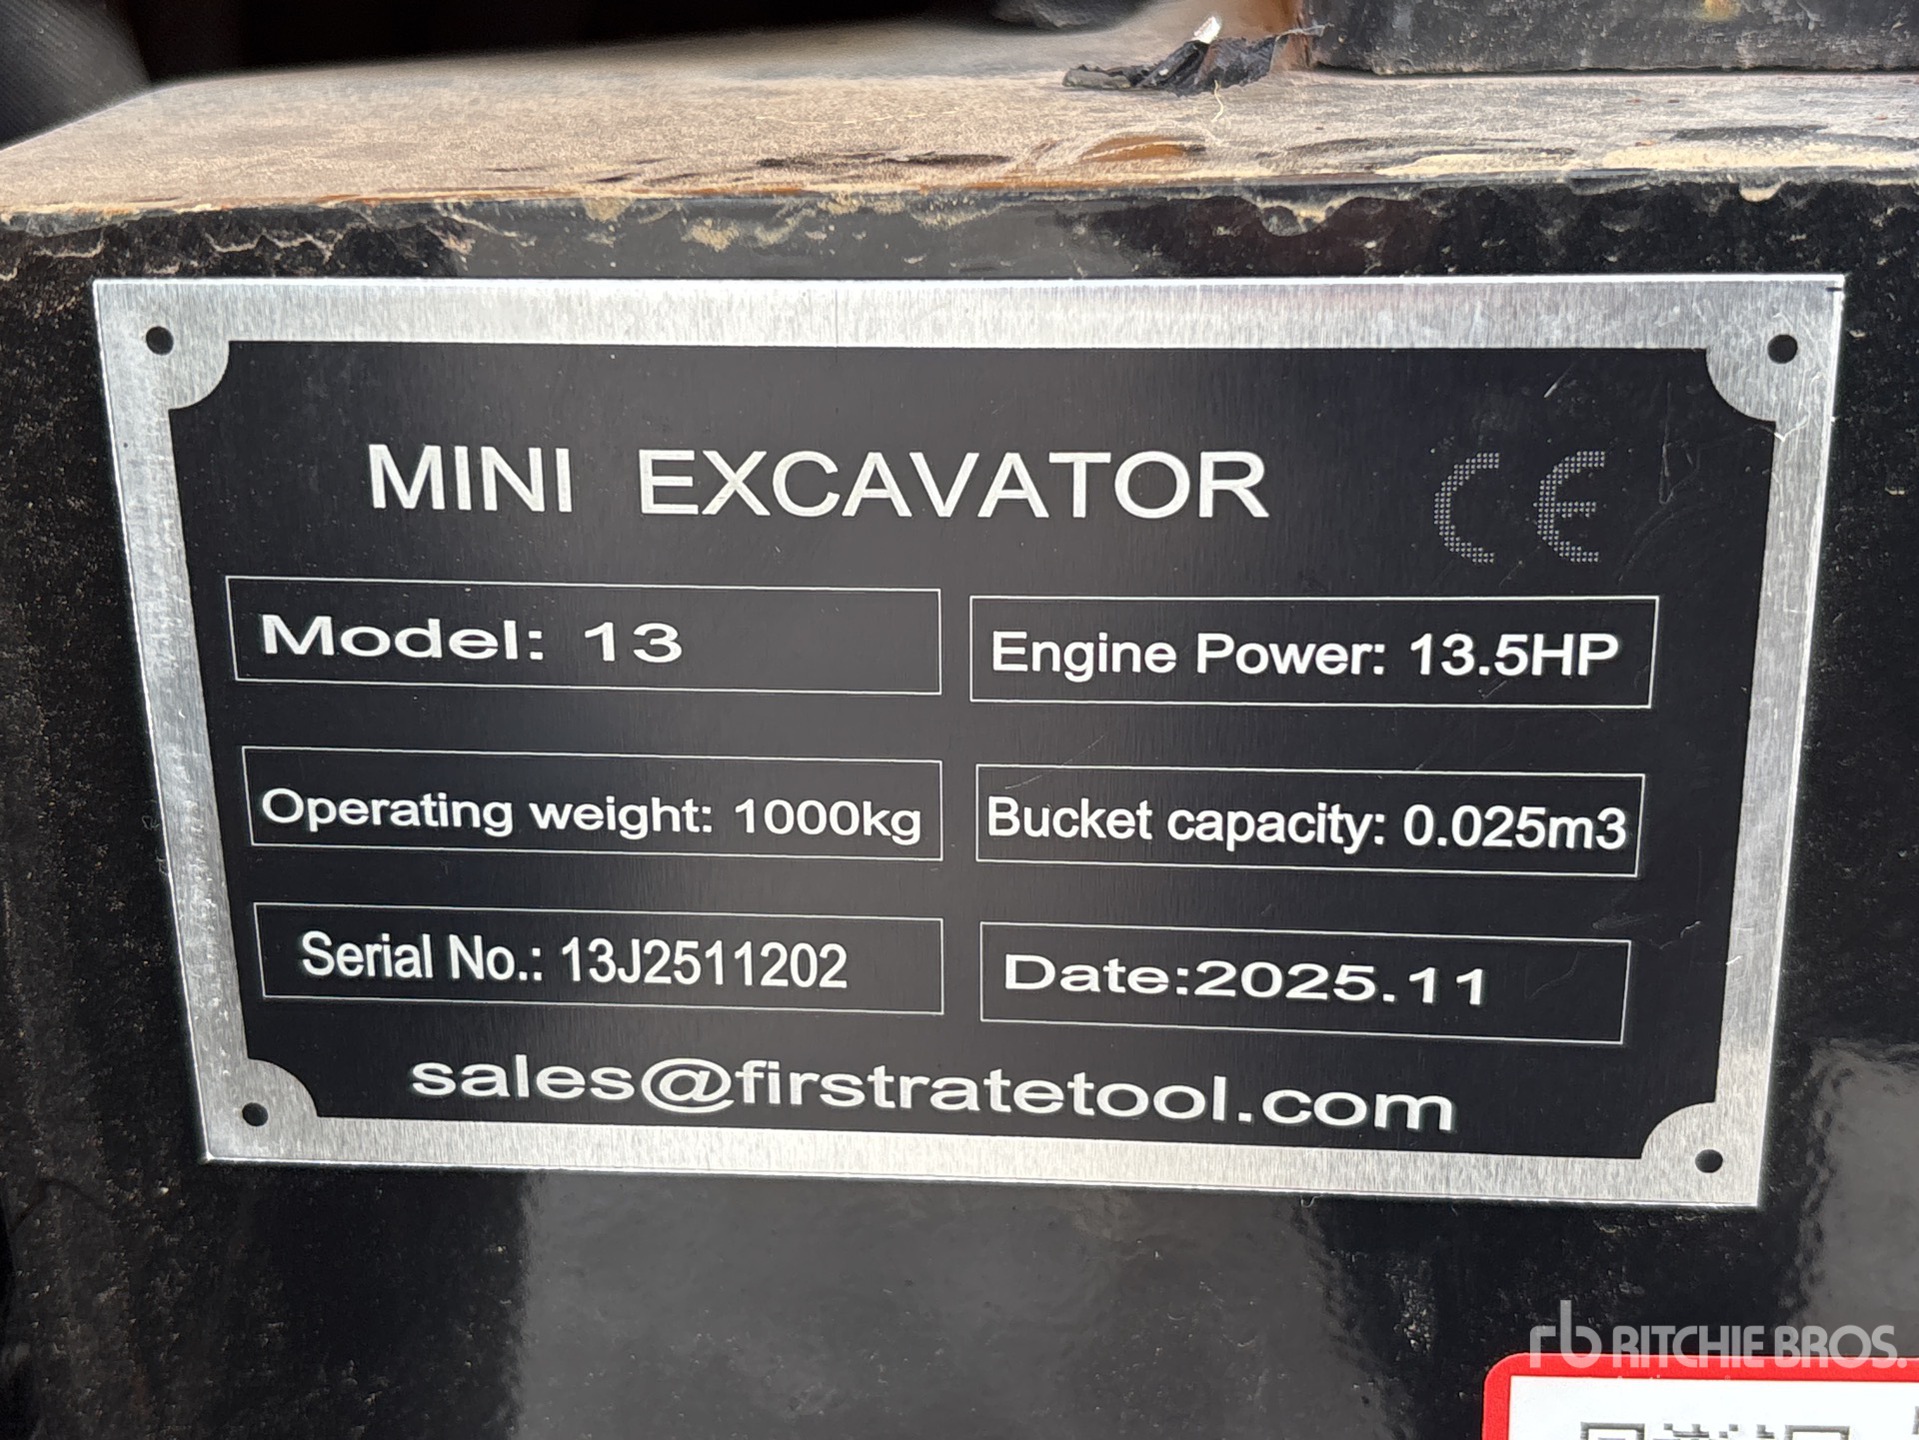 MINI EXCAVATOR CE
Model: 13
Engine Power: 13.5HP
Operating weight: 1000kg
Bucket capacity: 0.025m3
Serial No.: 13J2511202
Date:2025.11
sales@firstratetool.com
rb RITCHIE BROS.